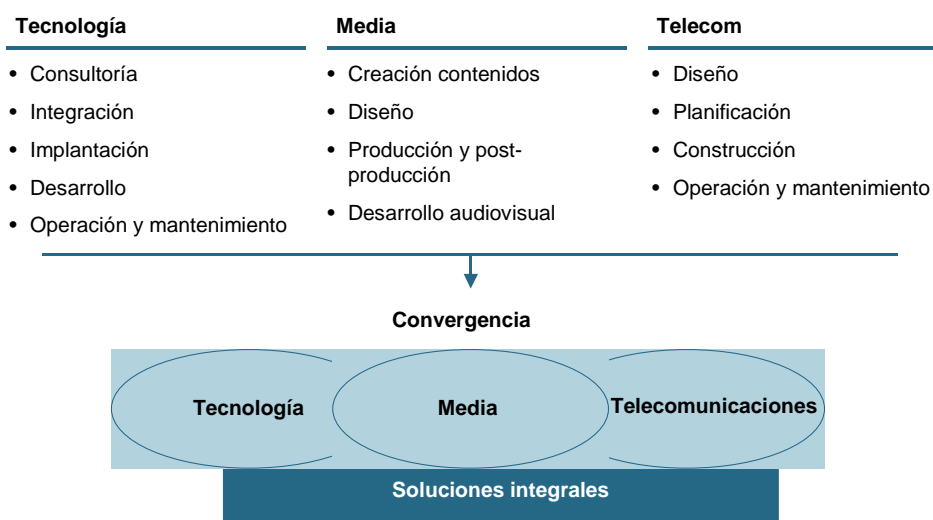 Tecnología
• Consultoría
• Integración
• Implantación
• Desarrollo
• Operación y mantenimiento
Media
• Creación contenidos
• Diseño
• Producción y post-
producción
• Desarrollo audiovisual
Telecom
• Diseño
• Planificación
• Construcción
• Operación y mantenimiento
Convergencia
Tecnología
Media
Telecomunicaciones
Soluciones integrales